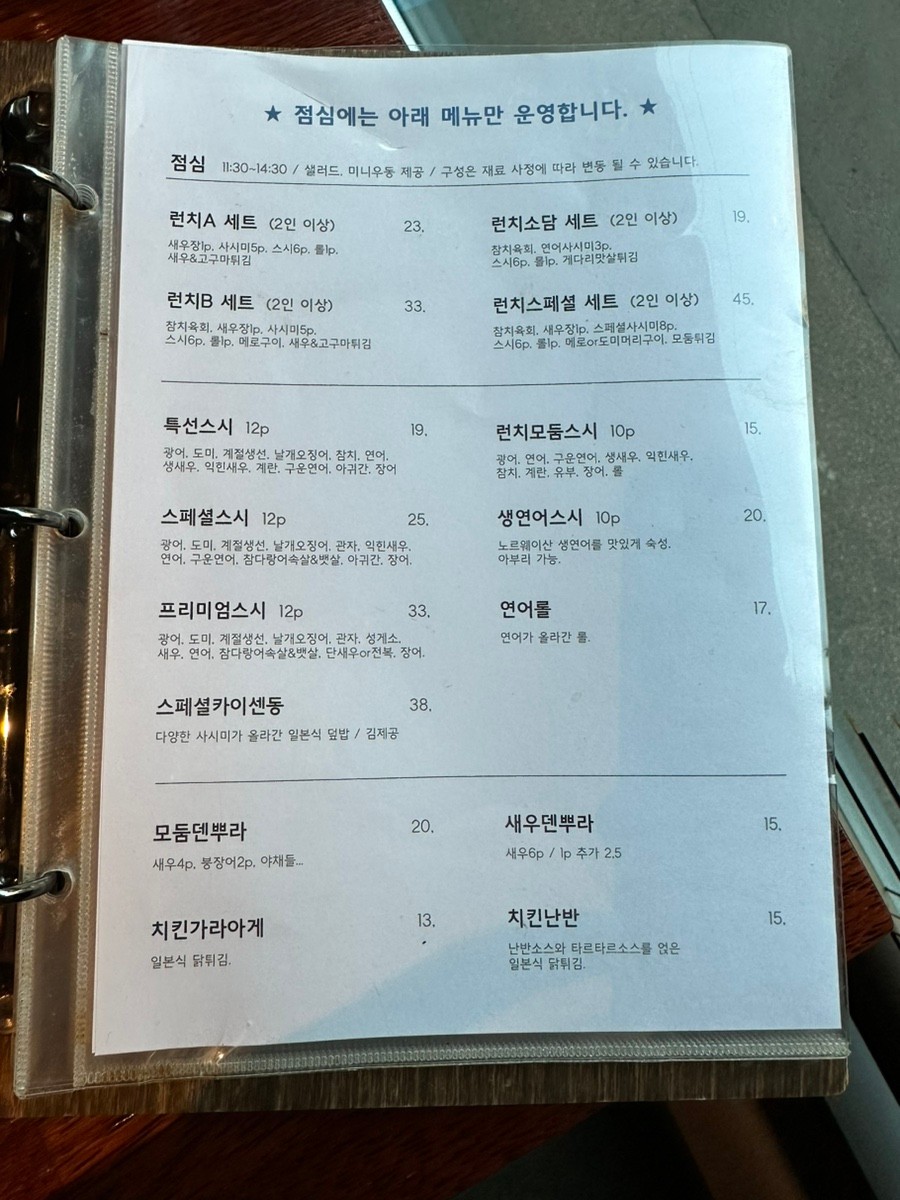 ★ 점심에는 아래 메뉴만 운영합니다. ★
점심 11:30~14:30 / 샐러드, 미니우동 제공 / 구성은 재료 사정에 따라 변동 될 수 있습니다.
런치A 세트 (2인 이상) 23.
새우장1p, 사시미5p, 스시6p, 롤1p,
새우&고구마튀김
런치소담 세트 (2인 이상) 19.
참치육회, 연어사시미3p,
스시6p, 롤1p, 게다리맛살튀김
런치B 세트 (2인 이상) 33.
참치육회, 새우장1p, 사시미5p,
스시6p, 롤1p, 메로구이, 새우&고구마튀김
런치스페셜 세트 (2인 이상) 45.
참치육회, 새우장1p, 스페셜사시미8p,
스시6p, 롤1p, 메로or도미머리구이, 모둠튀김
특선스시 12p 19.
광어, 도미, 계절생선, 날개오징어, 참치, 연어,
생새우, 익힌새우, 계란, 구운연어, 아귀간, 장어
런치모둠스시 10p 15.
광어, 연어, 구운연어, 생새우, 익힌새우,
참치, 계란, 유부, 장어, 롤
스페셜스시 12p 25.
광어, 도미, 계절생선, 날개오징어, 관자, 익힌새우,
연어, 구운연어, 참다랑어속살&뱃살, 아귀간, 장어.
생연어스시 10p 20.
노르웨이산 생연어를 맛있게 숙성.
아부리 가능.
프리미엄스시 12p 33.
광어, 도미, 계절생선, 날개오징어, 관자, 성게소,
새우, 연어, 참다랑어속살&뱃살, 단새우or전복, 장어.
연어롤 17.
연어가 올라간 롤.
스페셜카이센동 38.
다양한 사시미가 올라간 일본식 덮밥 / 김제공
모둠덴뿌라 20.
새우4p, 붕장어2p, 야채들...
새우덴뿌라 15.
새우6p / 1p 추가 2.5
치킨가라아게 13.
일본식 닭튀김.
치킨난반 15.
난반소스와 타르타르소스를 얹은
일본식 닭튀김.